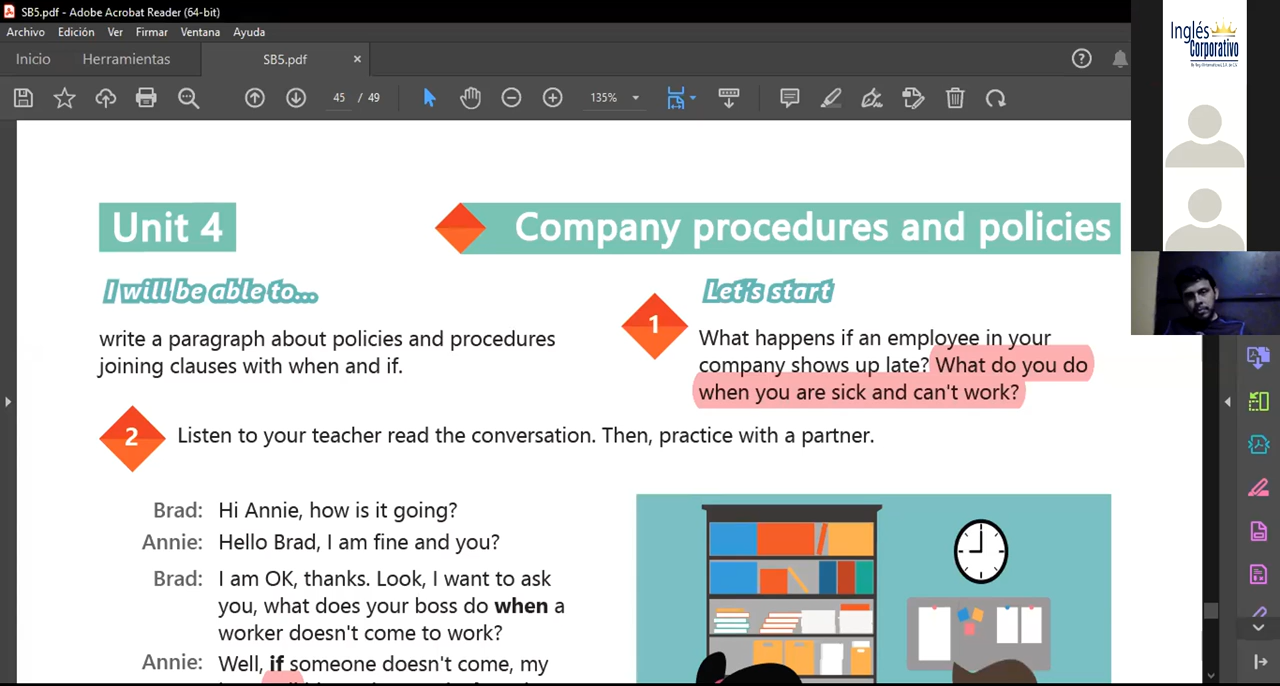 SB5.pdf - Adobe Acrobat Reader (64-bit)
Archivo Edición Ver Firmar Ventana Ayuda
Inicio Herramientas SB5.pdf ×
45 / 49 135%
Inglés
Corporativo
Unit 4
Company procedures and policies
I will be able to...
write a paragraph about policies and procedures
joining clauses with when and if.
Let's start
1
What happens if an employee in your
company shows up late? What do you do
when you are sick and can't work?
2 Listen to your teacher read the conversation. Then, practice with a partner.
Brad: Hi Annie, how is it going?
Annie: Hello Brad, I am fine and you?
Brad: I am OK, thanks. Look, I want to ask
you, what does your boss do when a
worker doesn't come to work?
Annie: Well, if someone doesn't come, my